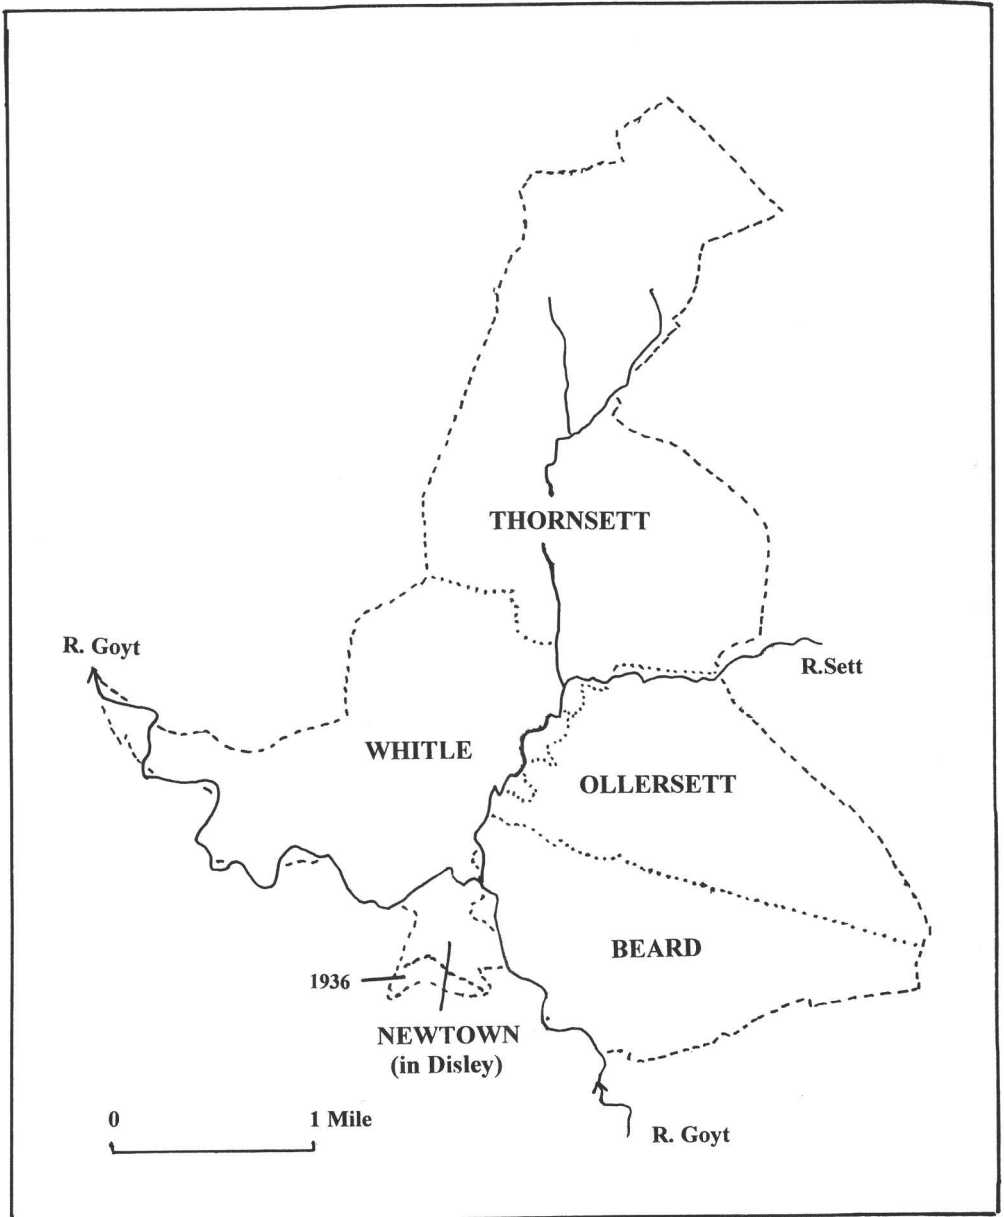 THORNSETT
R. Goyt
R.Sett
WHITLE
OLLERSETT
BEARD
1936
NEWTOWN
(in Disley)
0 1 Mile
R. Goyt